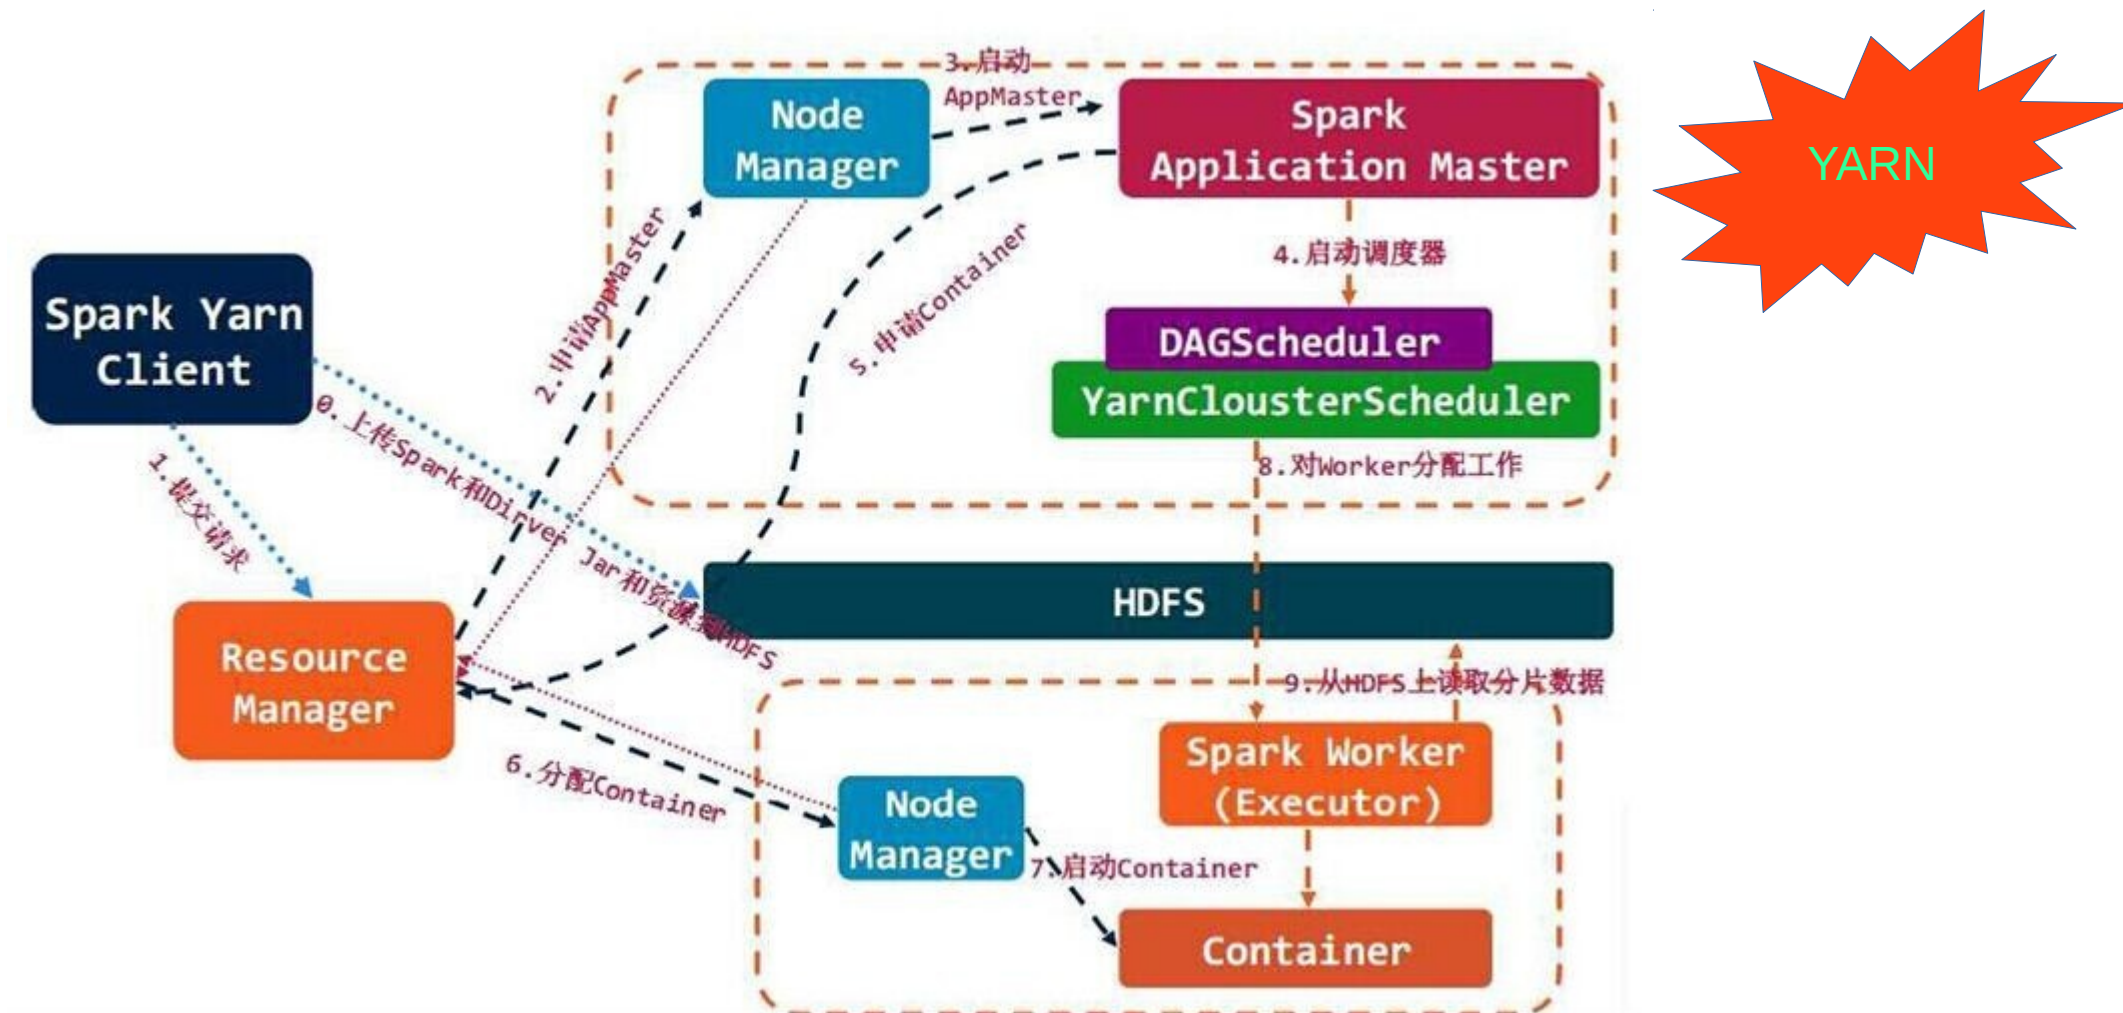 3.启动
AppMaster
Node
Manager
Spark
Application Master
YARN
2.申请AppMaster
5.申请Container
4.启动调度器
Spark Yarn
Client
DAGScheduler
YarnClousterScheduler
0.上传Spark和Dirver Jar和资源到HDFS
1.提交请求
8.对Worker分配工作
HDFS
Resource
Manager
9.从HDFS上读取分片数据
6.分配Container
Spark Worker
(Executor)
Node
Manager
7.启动Container
Container